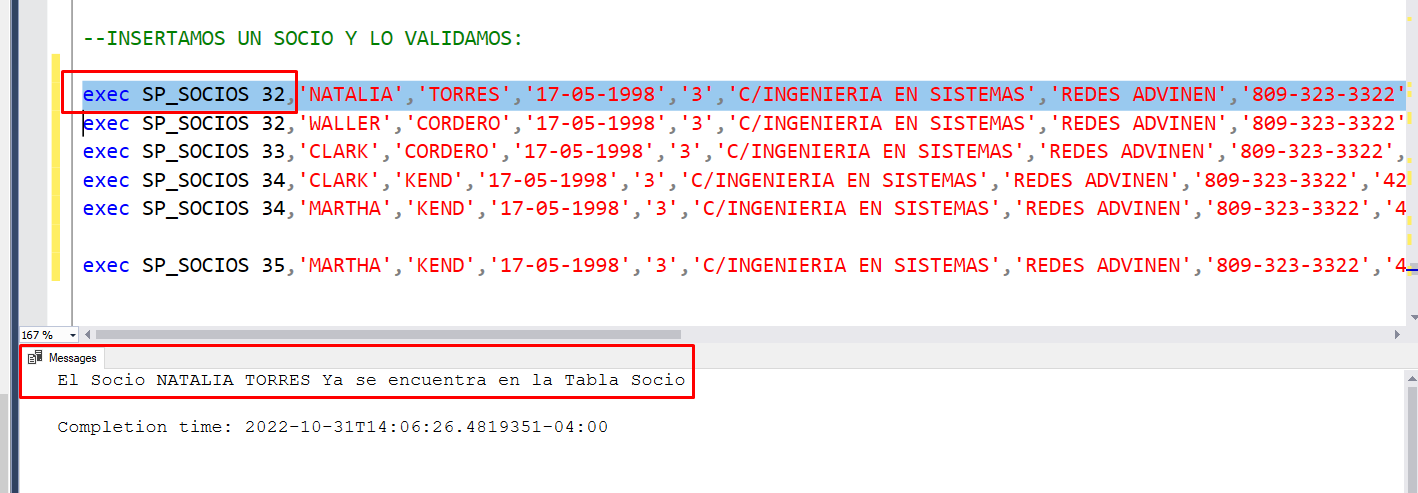 --INSERTAMOS UN SOCIO Y LO VALIDAMOS:
exec SP_SOCIOS 32,'NATALIA','TORRES','17-05-1998','3','C/INGENIERIA EN SISTEMAS','REDES ADVINEN','809-323-3322'
exec SP_SOCIOS 32,'WALLER','CORDERO','17-05-1998','3','C/INGENIERIA EN SISTEMAS','REDES ADVINEN','809-323-3322'
exec SP_SOCIOS 33,'CLARK','CORDERO','17-05-1998','3','C/INGENIERIA EN SISTEMAS','REDES ADVINEN','809-323-3322',
exec SP_SOCIOS 34,'CLARK','KEND','17-05-1998','3','C/INGENIERIA EN SISTEMAS','REDES ADVINEN','809-323-3322','42
exec SP_SOCIOS 34,'MARTHA','KEND','17-05-1998','3','C/INGENIERIA EN SISTEMAS','REDES ADVINEN','809-323-3322','4
exec SP_SOCIOS 35,'MARTHA','KEND','17-05-1998','3','C/INGENIERIA EN SISTEMAS','REDES ADVINEN','809-323-3322','4
167 %
Messages
El Socio NATALIA TORRES Ya se encuentra en la Tabla Socio
Completion time: 2022-10-31T14:06:26.4819351-04:00